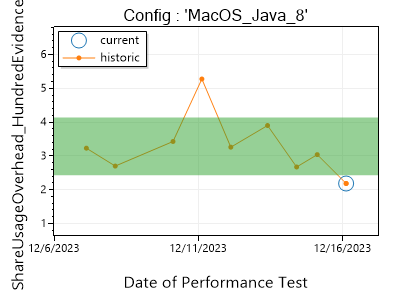 Config : 'MacOS_Java_8'
current
historic
ShareUsageOverhead_HundredEvidence
6
5
4
3
2
1
12/6/2023
12/11/2023
12/16/2023
Date of Performance Test